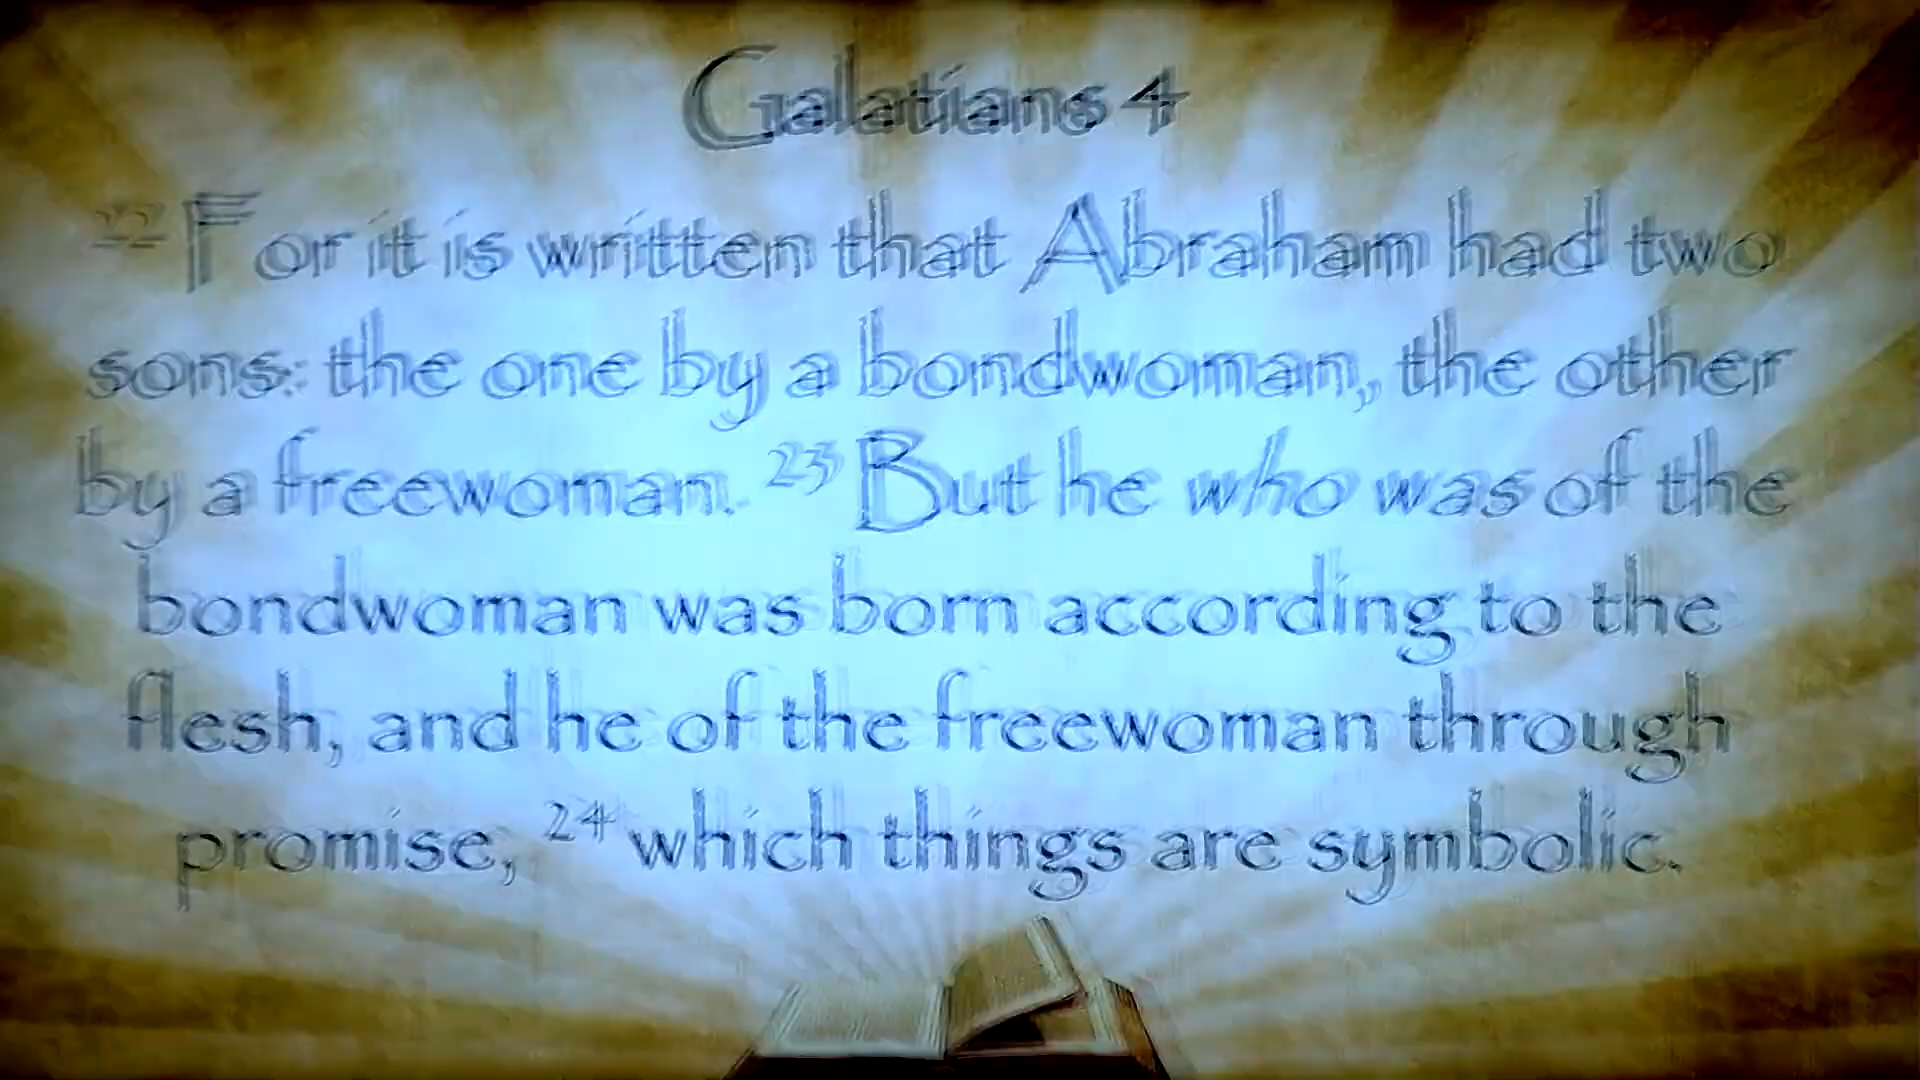 Galatians 4
22 For it is written that Abraham had two
sons: the one by a bondwoman, the other
by a freewoman. 23 But he who was of the
bondwoman was born according to the
flesh, and he of the freewoman through
promise, 24 which things are symbolic.